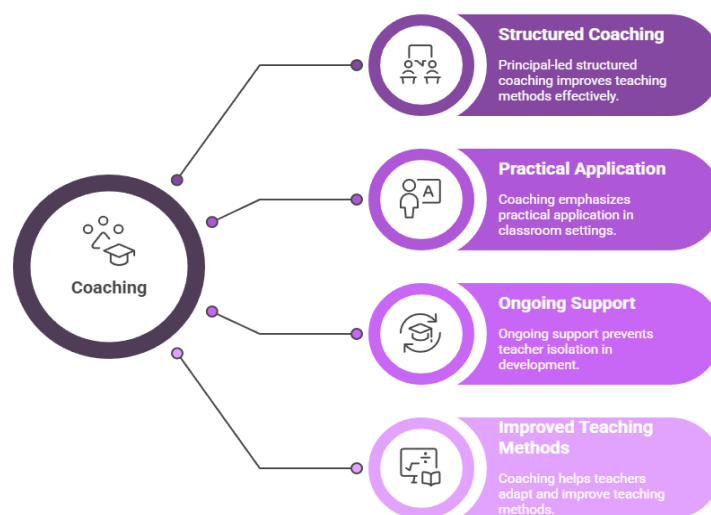 Structured Coaching
Principal-led structured
coaching improves teaching
methods effectively.
Practical Application
A
Coaching emphasizes
practical application in
classroom settings.
Coaching
Ongoing Support
Ongoing support prevents
teacher isolation in
development.
Improved Teaching
Methods
Coaching helps teachers
adapt and improve teaching
methods.